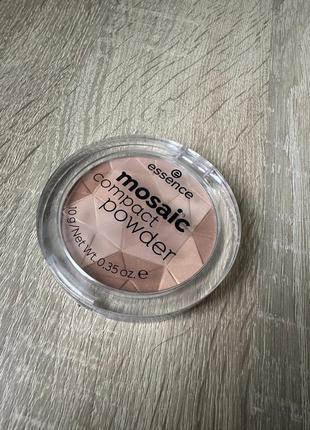 essence
mosaic
compact
powder
10 g/Net Wt. 0.35 oz. ℮